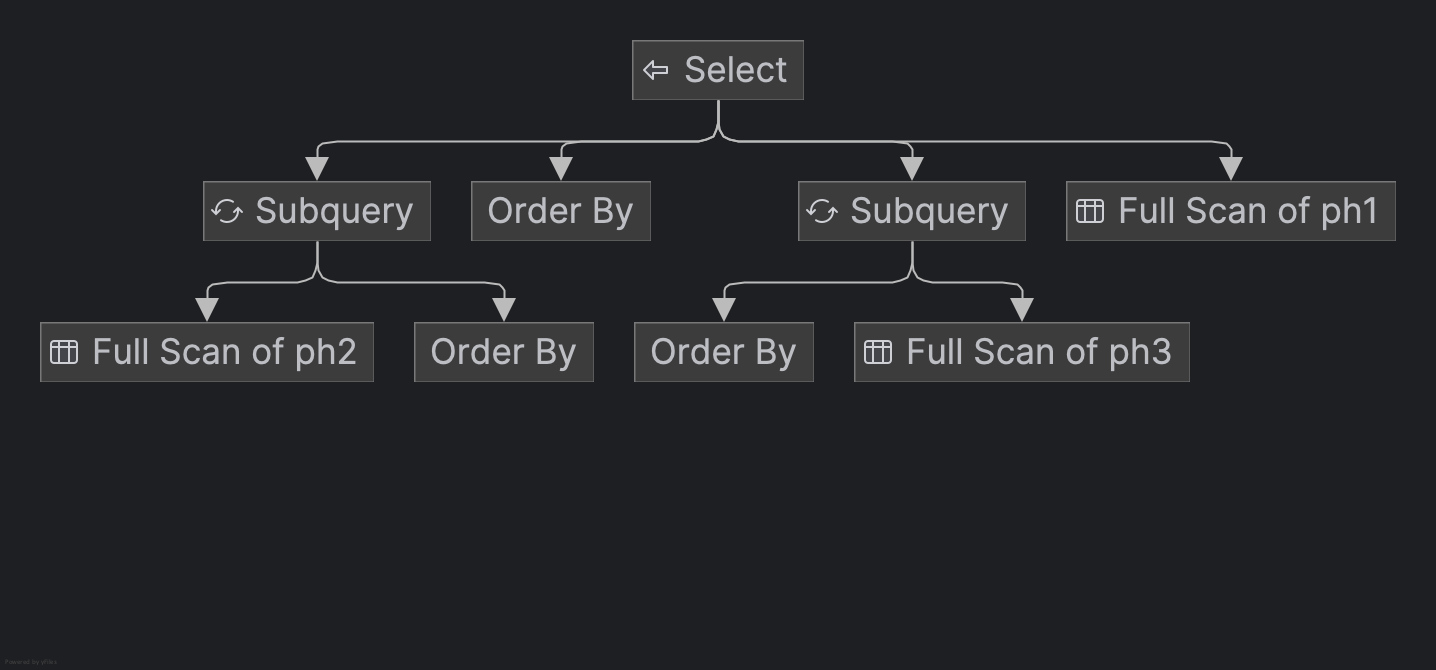 Select
Subquery
Order By
Subquery
Full Scan of ph1
Full Scan of ph2
Order By
Order By
Full Scan of ph3
Powered by yFiles